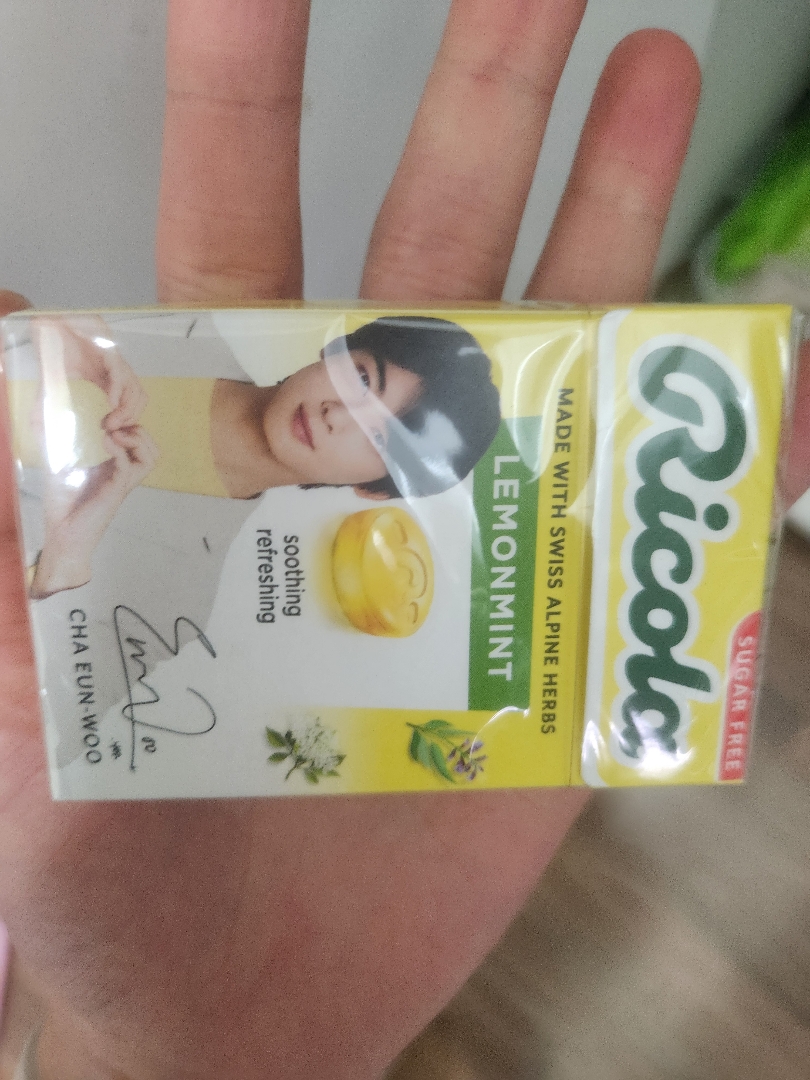 SUGAR FREE
Ricola
MADE WITH SWISS ALPINE HERBS
LEMONMINT
soothing
refreshing
CHA EUN-WOO